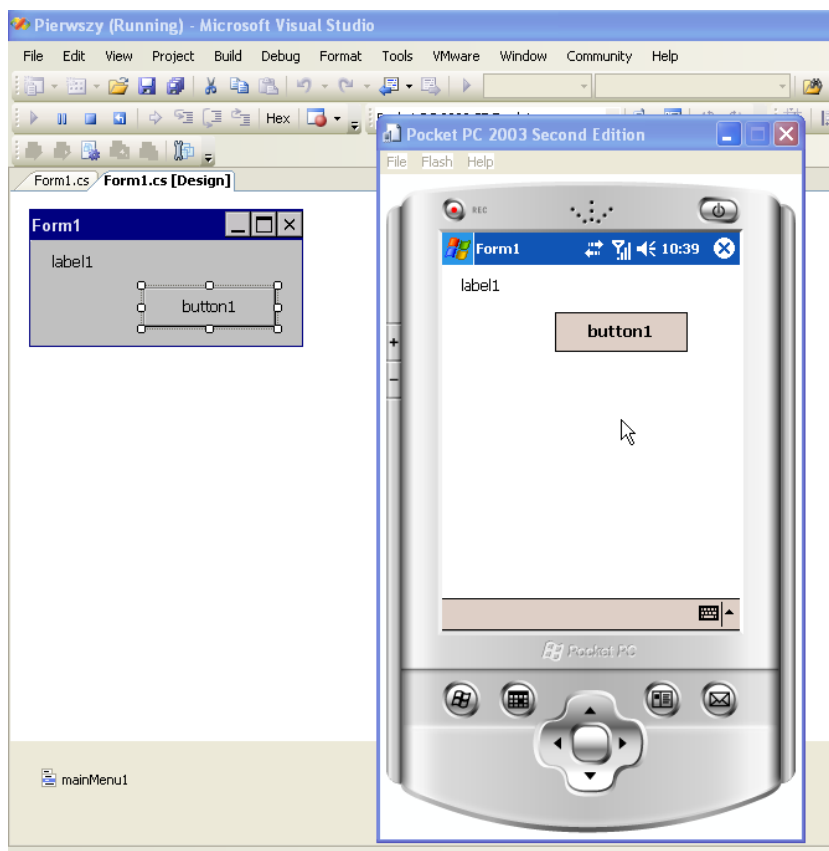 Pierwszy (Running) - Microsoft Visual Studio
File Edit View Project Build Debug Format Tools VMware Window Community Help
Hex
Pocket PC 2003 Second Edition
File Flash Help
Form1.cs Form1.cs [Design]
Form1
label1
button1
REC
Form1 10:39
label1
button1
+
-
Pocket PC
mainMenu1